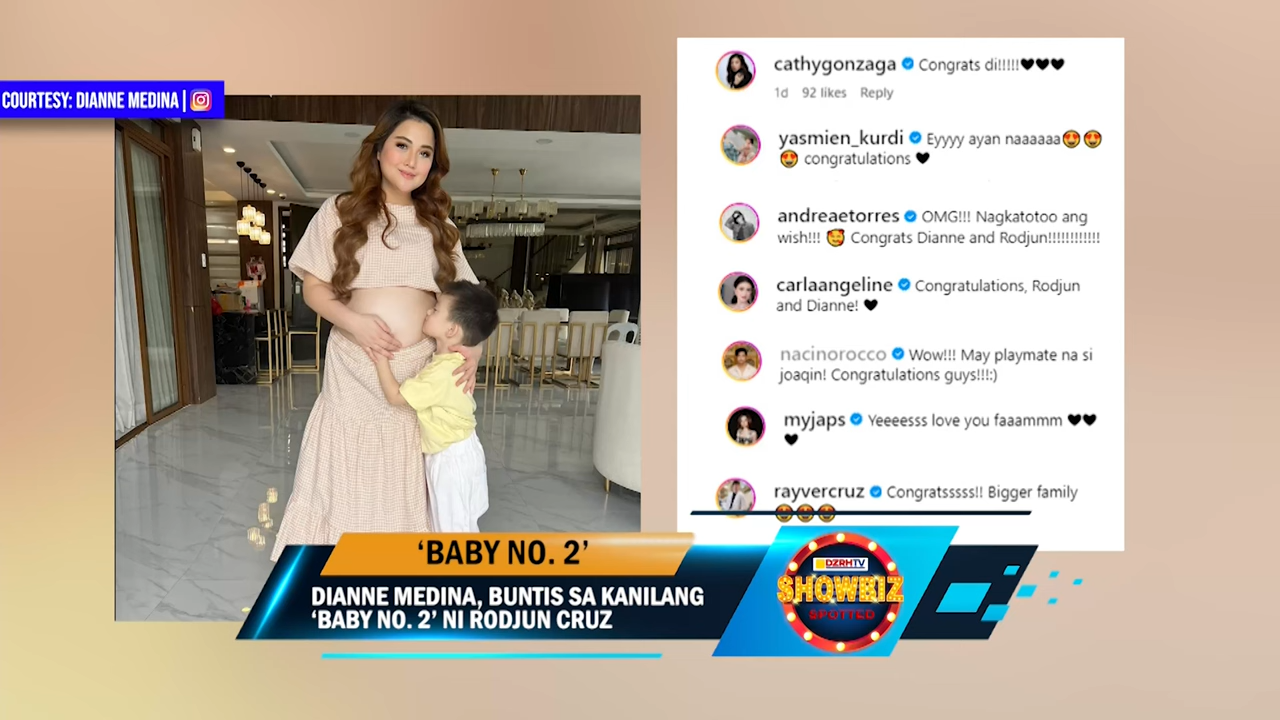 COURTESY: DIANNE MEDINA |
cathygonzaga Congrats di!!!!!🖤🖤🖤
1d 92 likes Reply
yasmien_kurdi Eyyyy ayan naaaaaa😍😍
😍 congratulations 🖤
andreaetorres OMG!!! Nagkatotoo ang
wish!!! 🥰 Congrats Dianne and Rodjun!!!!!!!!!!!!
carlaangeline Congratulations, Rodjun
and Dianne! 🖤
nacinorocco Wow!!! May playmate na si
joaqin! Congratulations guys!!!:)
myjaps Yeeeesss love you faaammm 🖤🖤
🖤
rayvercruz Congratsssss!! Bigger family
😍😍😍
‘BABY NO. 2’
DIANNE MEDINA, BUNTIS SA KANILANG
‘BABY NO. 2’ NI RODJUN CRUZ
DZRHTV
SHOWBIZ
SPOTTED